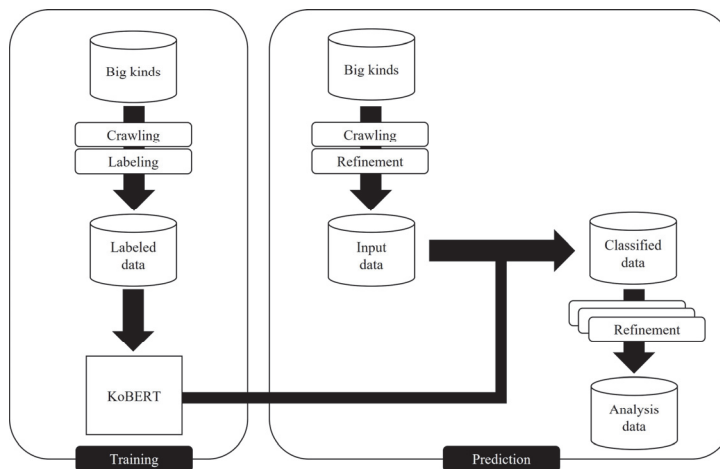 Big kinds
Crawling
Labeling
Labeled
data
KoBERT
Training
Big kinds
Crawling
Refinement
Input
data
Classified
data
Refinement
Analysis
data
Prediction